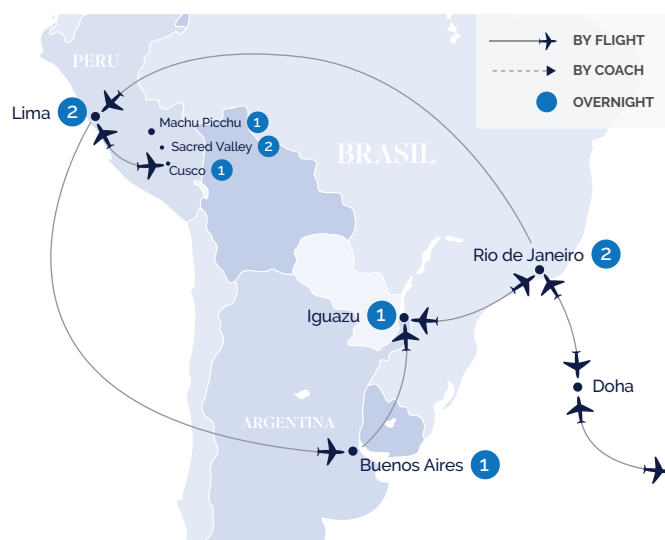 BY FLIGHT
BY COACH
OVERNIGHT
PERU
Lima 2
Machu Picchu 1
Sacred Valley 2
Cusco 1
BRASIL
Rio de Janeiro 2
Iguazu 1
Doha
ARGENTINA
Buenos Aires 1